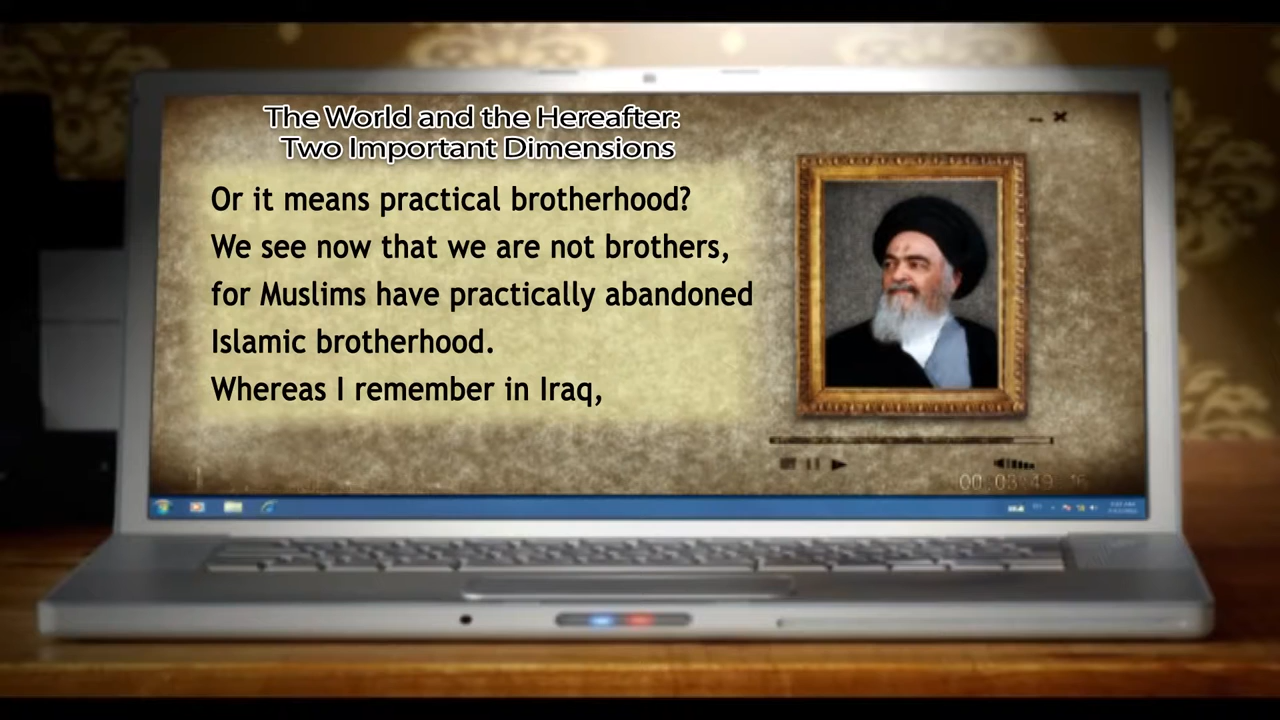 The World and the Hereafter:
Two Important Dimensions
Or it means practical brotherhood?
We see now that we are not brothers,
for Muslims have practically abandoned
Islamic brotherhood.
Whereas I remember in Iraq,